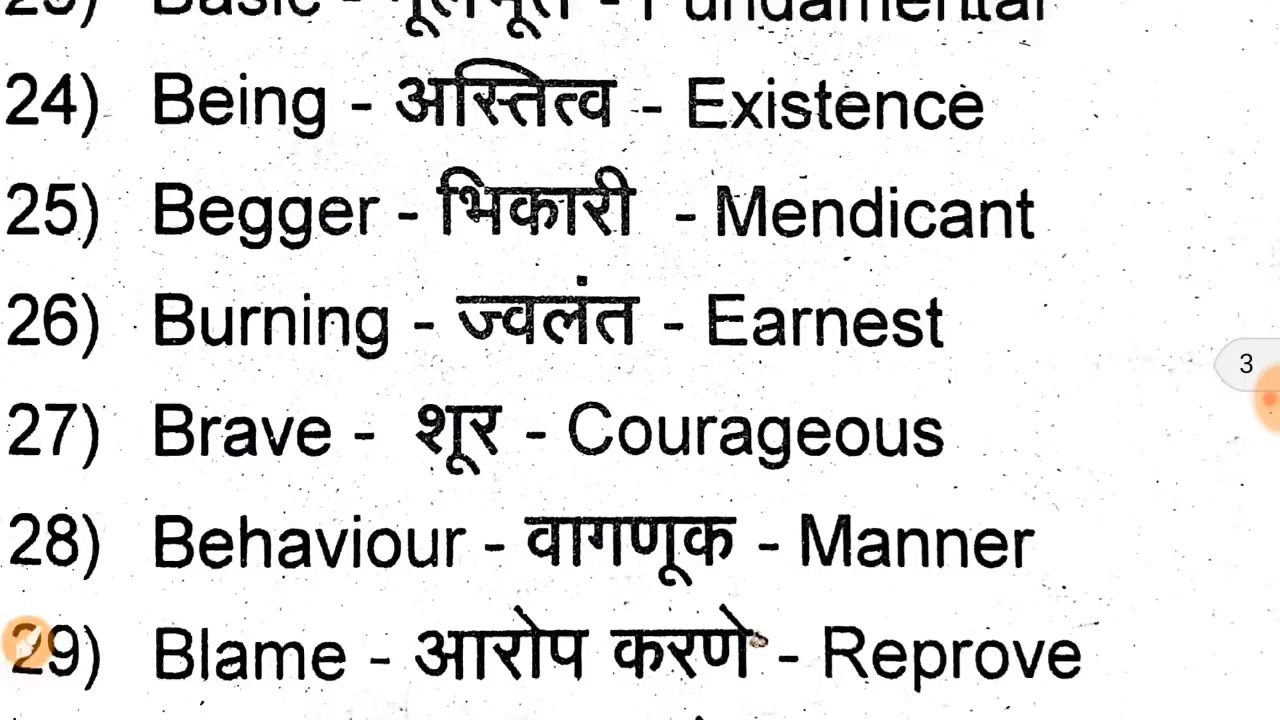 24) Being - अस्तित्व - Existence
25) Begger - भिकारी - Mendicant
26) Burning - ज्वलंत - Earnest
3
27) Brave - शूर - Courageous
28) Behaviour - वागणूक - Manner
29) Blame - आरोप करणे - Reprove